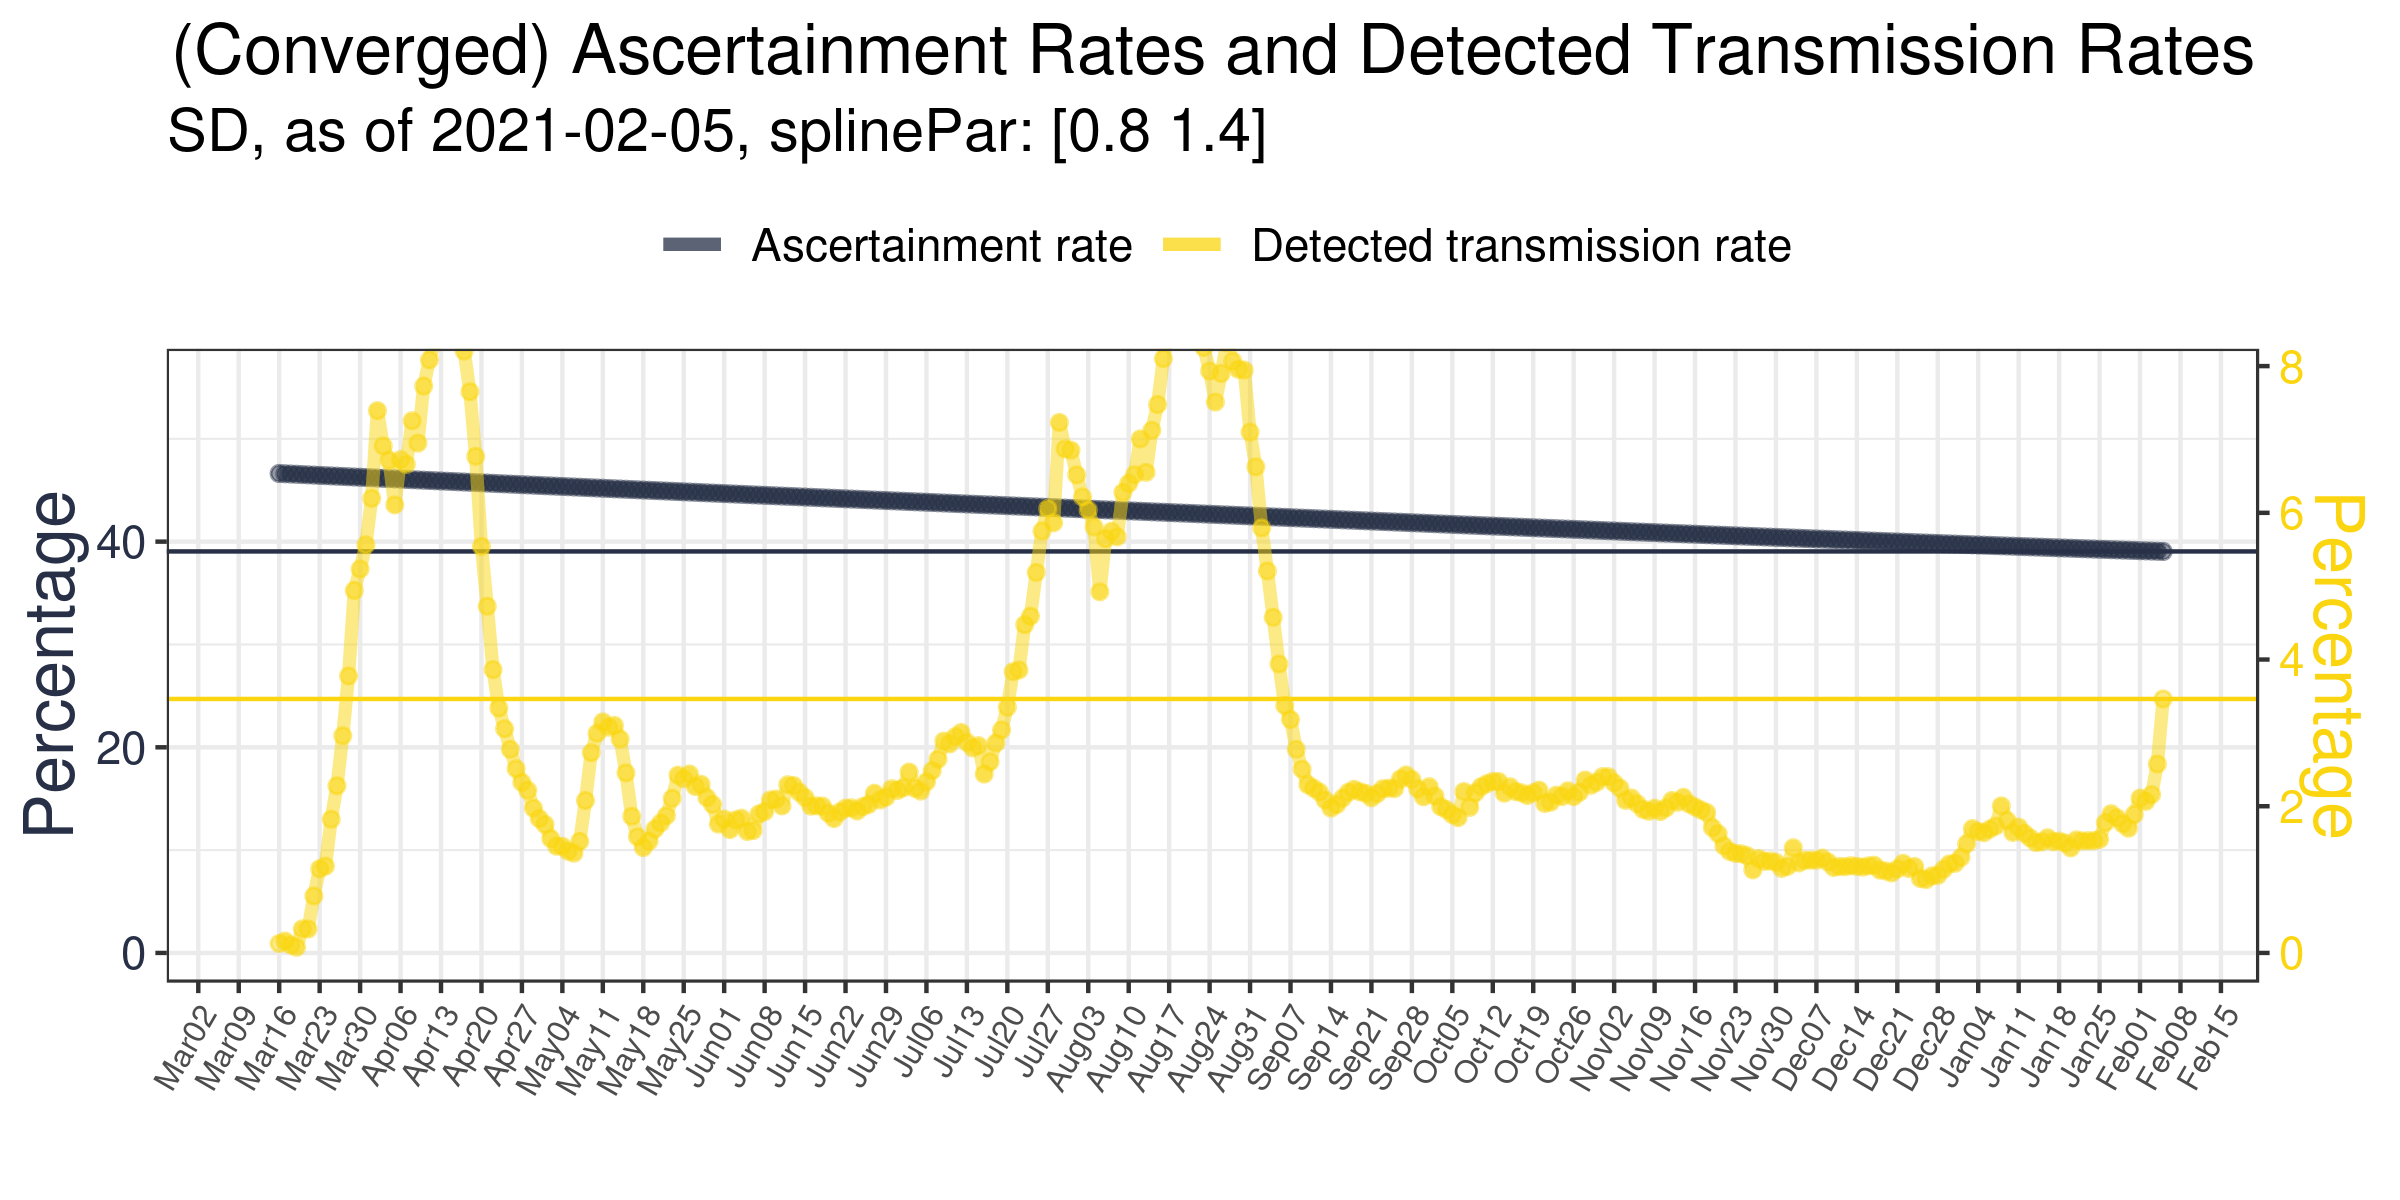 (Converged) Ascertainment Rates and Detected Transmission Rates
SD, as of 2021-02-05, splinePar: [0.8 1.4]
Ascertainment rate
Detected transmission rate
Percentage
40
20
0
8
6
4
2
0
Percentage
Mar02
Mar09
Mar16
Mar23
Mar30
Apr06
Apr13
Apr20
Apr27
May04
May11
May18
May25
Jun01
Jun08
Jun15
Jun22
Jun29
Jul06
Jul13
Jul20
Jul27
Aug03
Aug10
Aug17
Aug24
Aug31
Sep07
Sep14
Sep21
Sep28
Oct05
Oct12
Oct19
Oct26
Nov02
Nov09
Nov16
Nov23
Nov30
Dec07
Dec14
Dec21
Dec28
Jan04
Jan11
Jan18
Jan25
Feb01
Feb08
Feb15